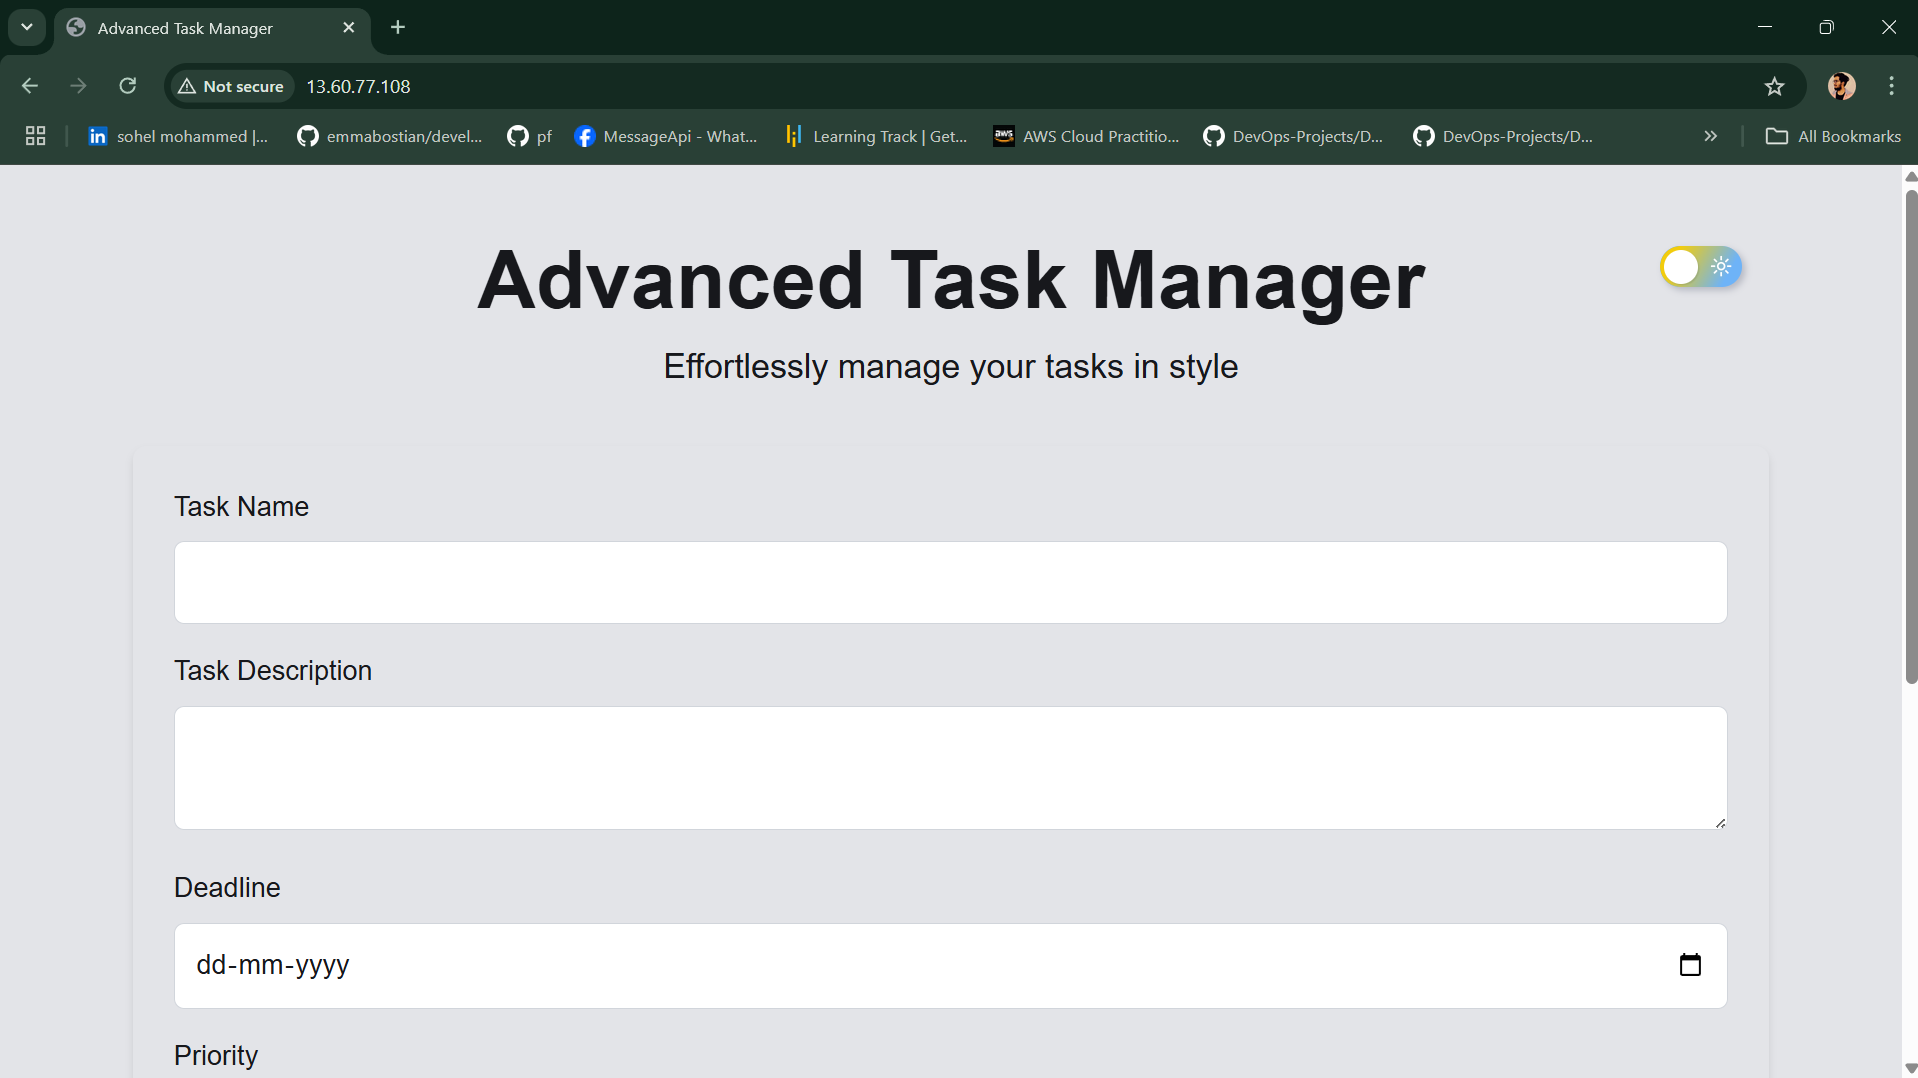 Advanced Task Manager
Not secure 13.60.77.108
sohel mohammed |... emmabostian/devel... pf MessageApi - What... Learning Track | Get... AWS Cloud Practitio... DevOps-Projects/D... DevOps-Projects/D... All Bookmarks
Advanced Task Manager
Effortlessly manage your tasks in style
Task Name
Task Description
Deadline
dd-mm-yyyy
Priority